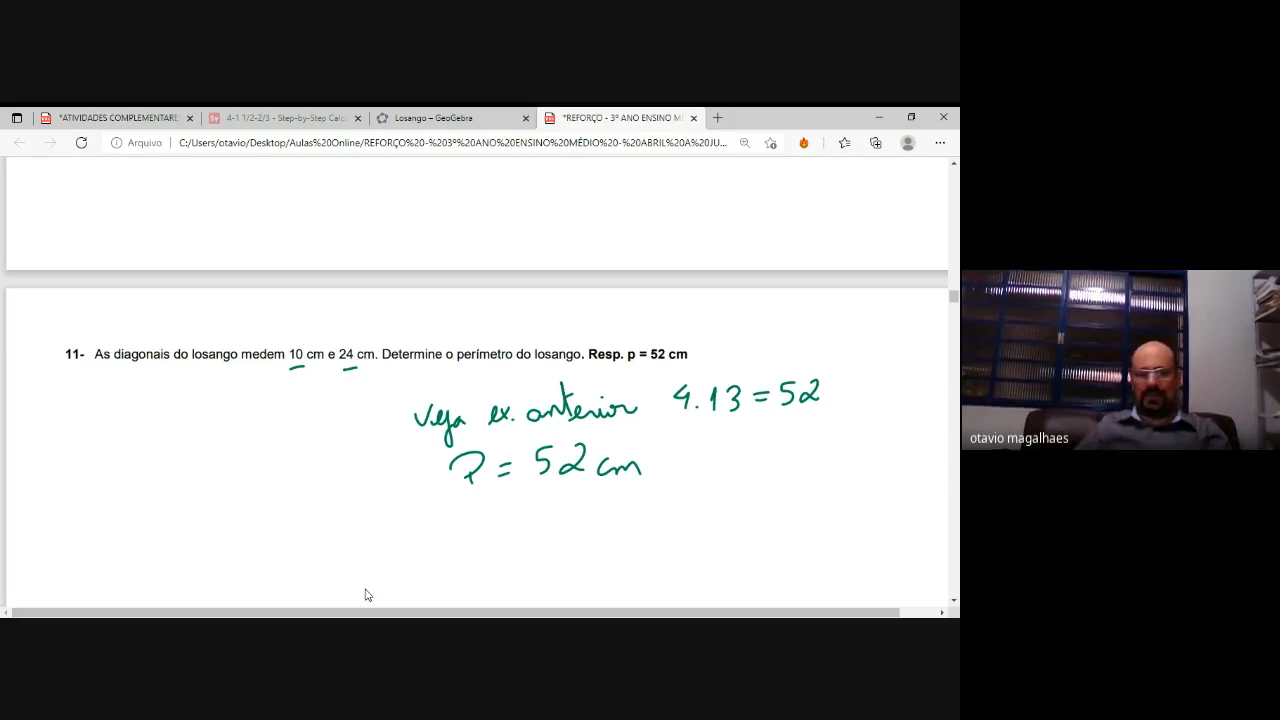 *ATIVIDADES COMPLEMENTARE
4-1 1/2-2/3 - Step-by-Step Calcu
Losango – GeoGebra
*REFORÇO - 3º ANO ENSINO MÉ
Arquivo
C:/Users/otavio/Desktop/Aulas%20Online/REFORÇO%20-%203º%20ANO%20ENSINO%20MÉDIO%20-%20ABRIL%20A%20JU...
11- As diagonais do losango medem 10 cm e 24 cm. Determine o perímetro do losango. Resp. p = 52 cm
Veja ex. anterior 4.13 = 52
P = 52 cm
otavio magalhaes